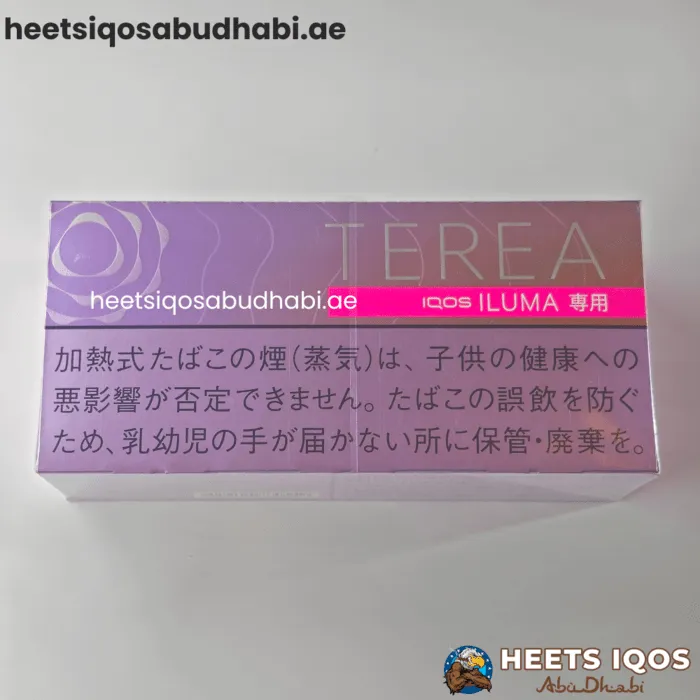 heetsiqosabudhabi.ae
TEREA
heetsiqosabudhabi.ae
IQOS ILUMA 専用
加熱式たばこの煙(蒸気)は、子供の健康への
悪影響が否定できません。たばこの誤飲を防ぐ
ため、乳幼児の手が届かない所に保管・廃棄を。
HEETS IQOS
Abu Dhabi